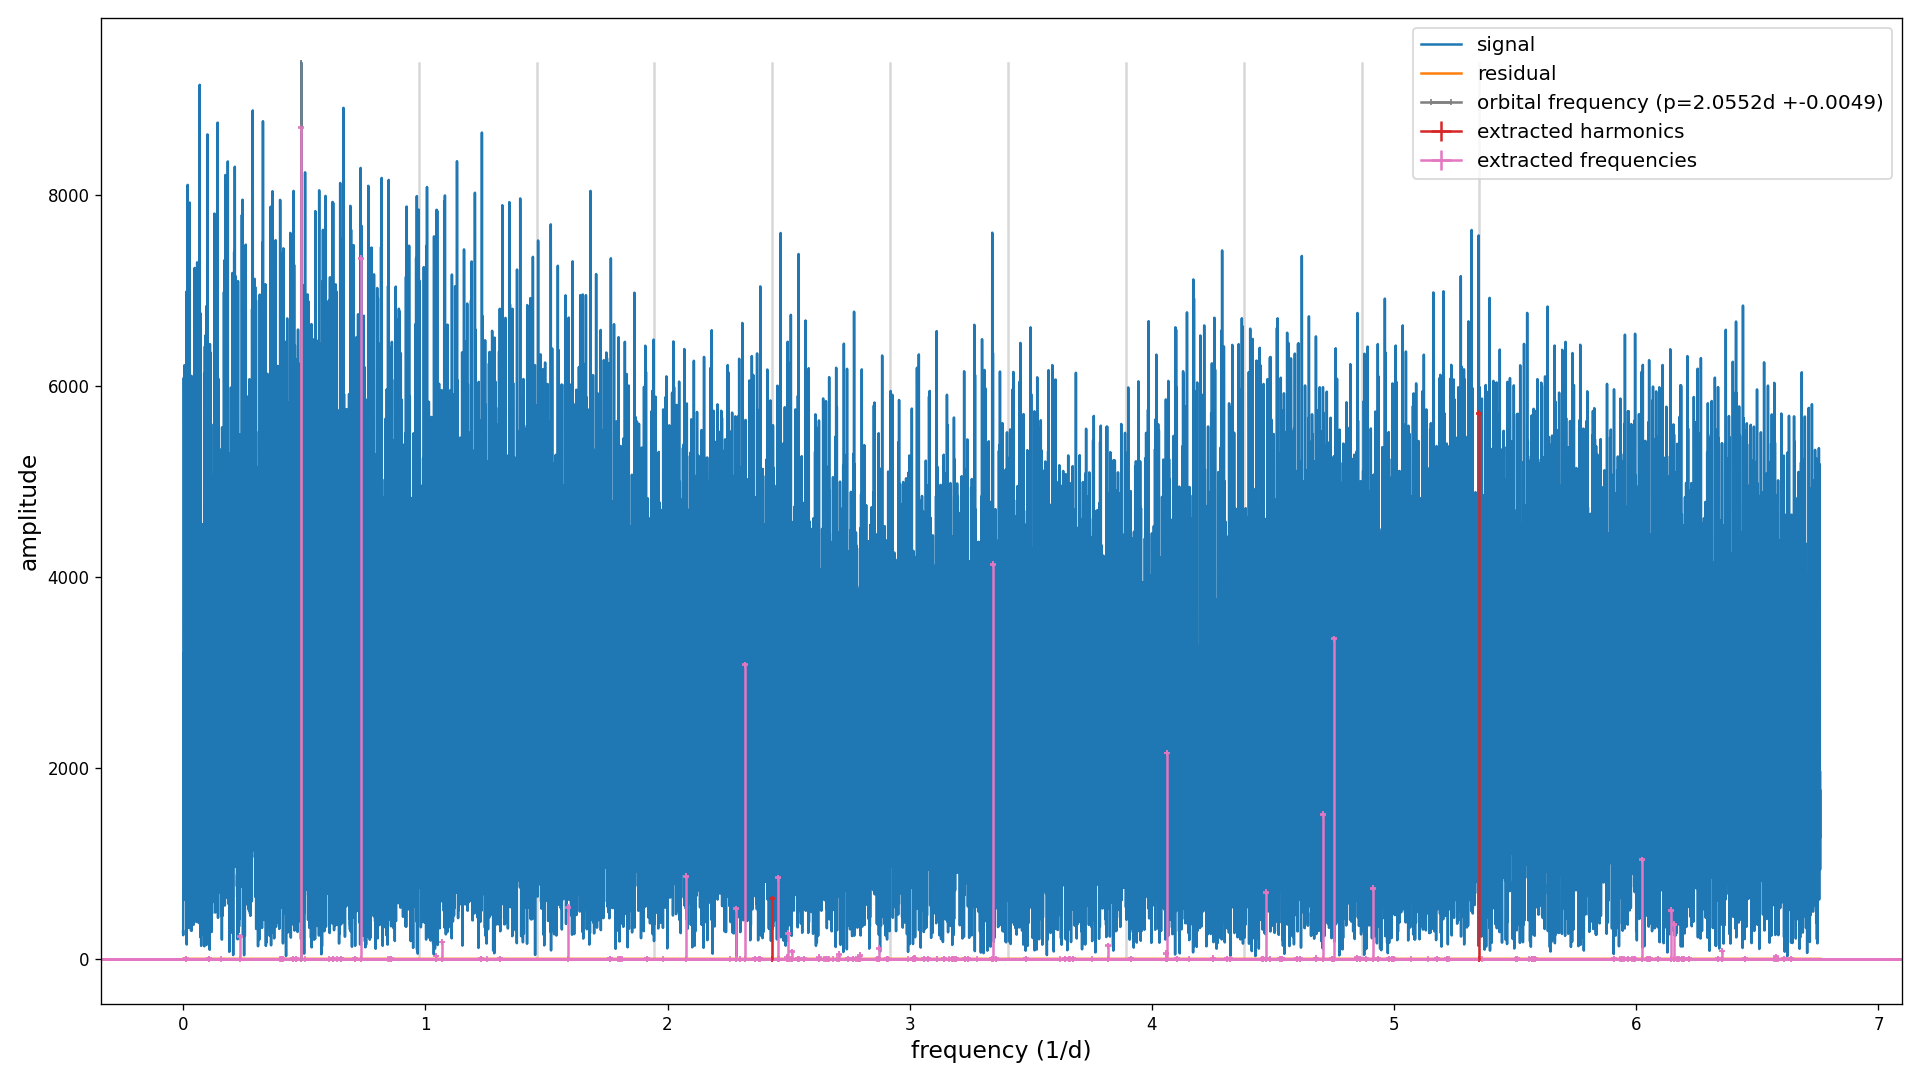 signal
residual
orbital frequency (p=2.0552d +-0.0049)
extracted harmonics
extracted frequencies
amplitude
8000
6000
4000
2000
0
0 1 2 3 4 5 6 7
frequency (1/d)